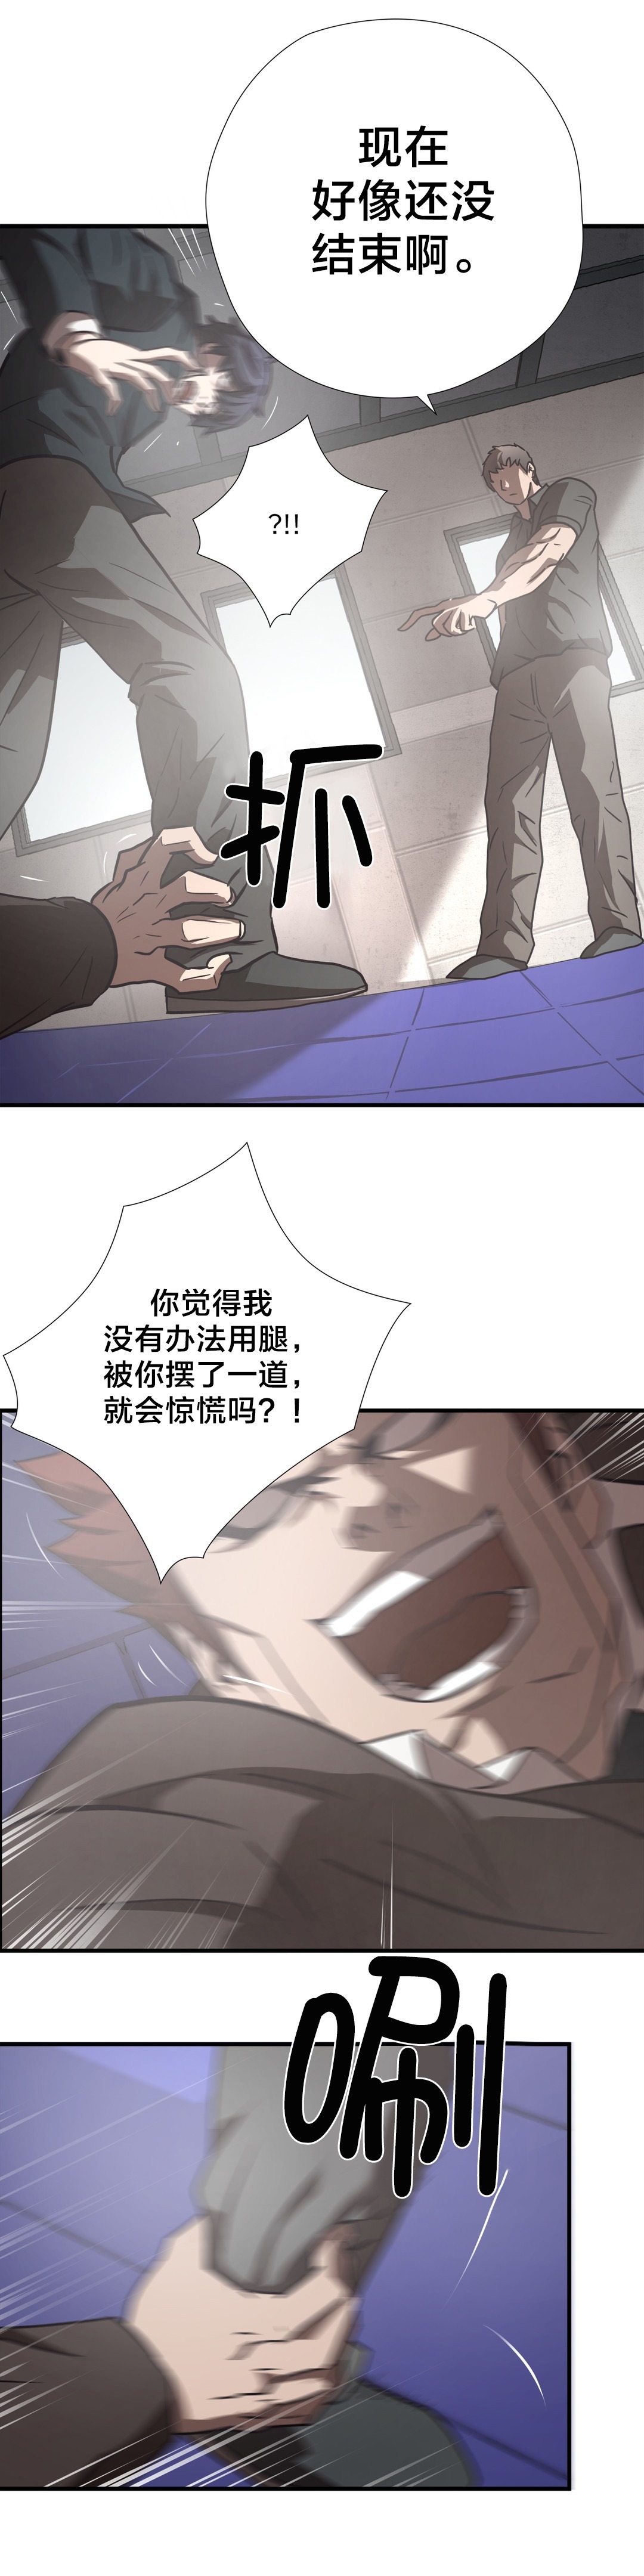 现在
好像还没
结束啊。
?!!
抓
你觉得我
没有办法用腿，
被你摆了一道，
就会惊慌吗？！
唰